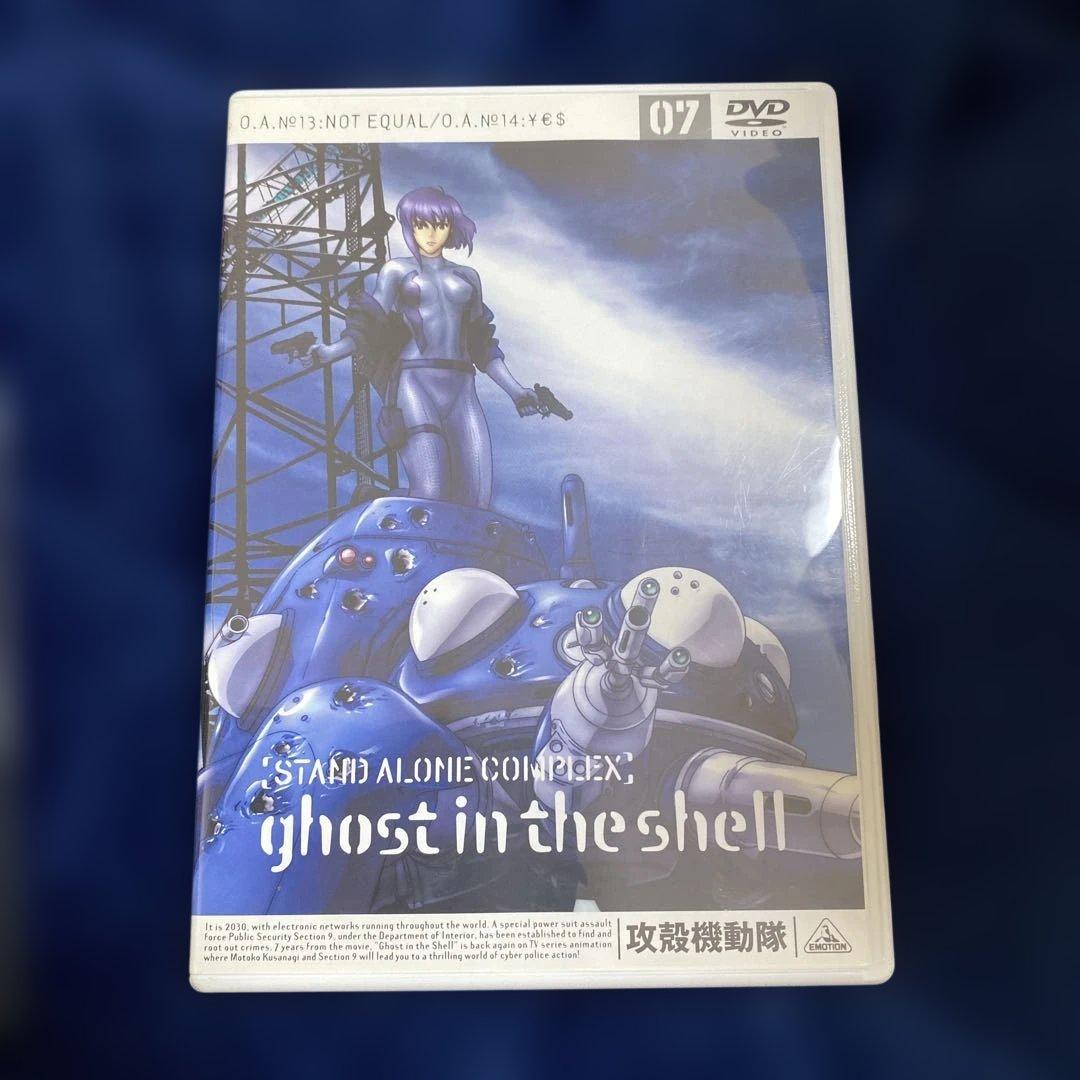 O.A.№13:NOT EQUAL/O.A.№14:¥€$
07
DVD
VIDEO
[STAND ALONE COMPLEX]
ghost in the shell
It is 2030, with electronic networks running throughout the world. A special power suit assault
force Public Security Section 9, under the Department of Interior, has been established to find and
root out crimes. 7 years from the movie, "Ghost in the Shell" is back again on TV series animation
where Motoko Kusanagi and Section 9 will lead you to a thrilling world of cyber police action!
攻殻機動隊
EMOTION